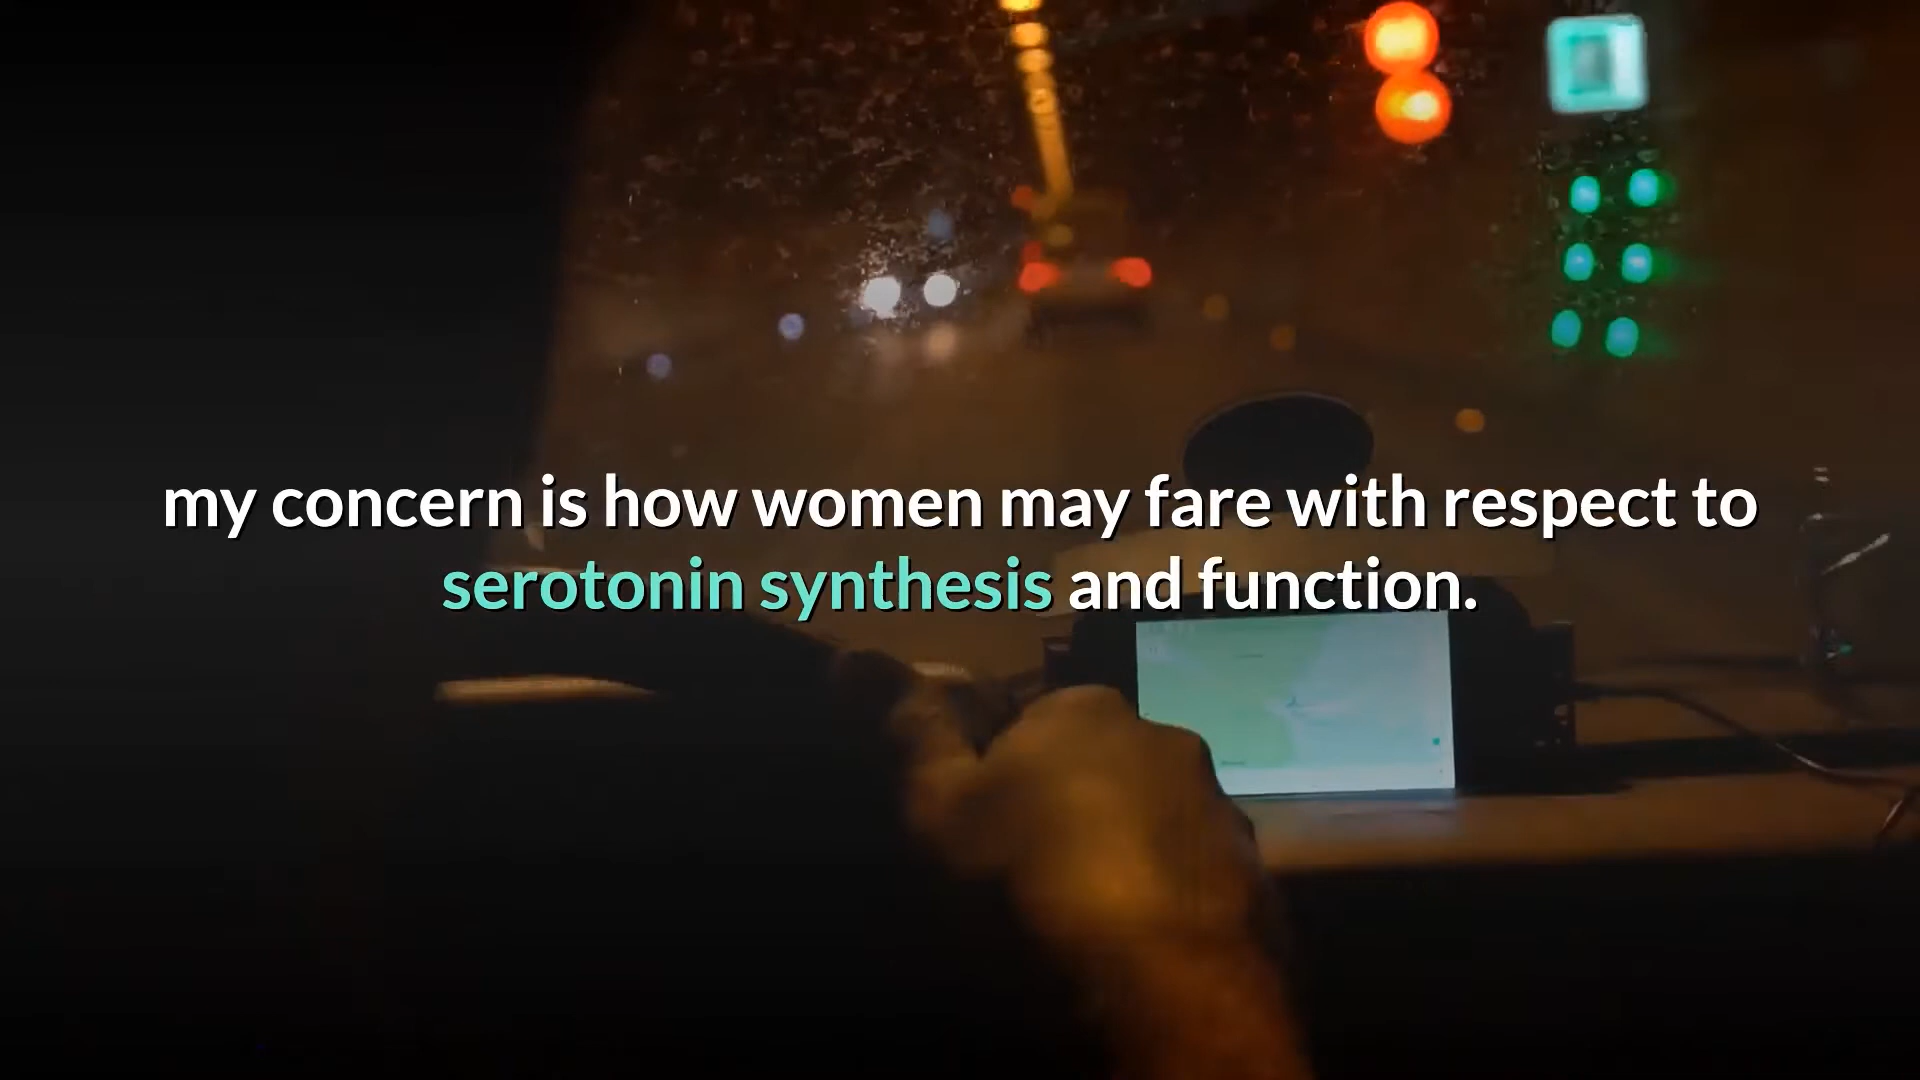 my concern is how women may fare with respect to
serotonin synthesis and function.